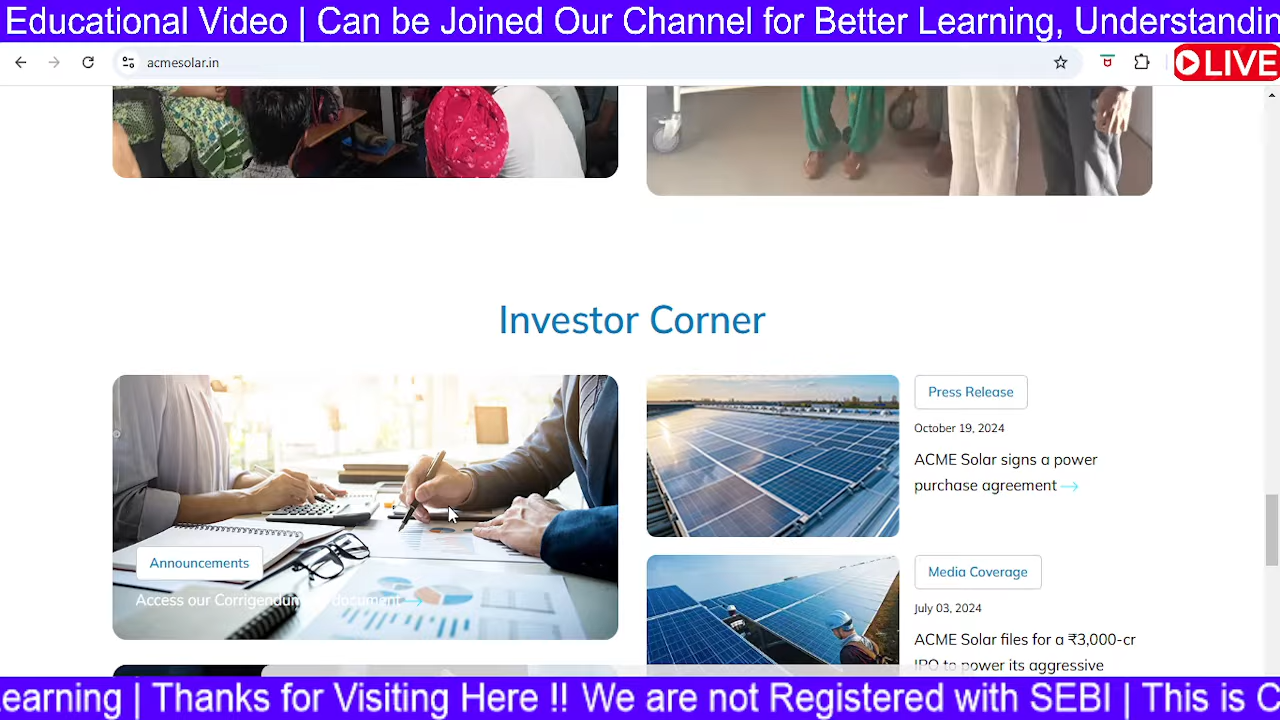 Educational Video | Can be Joined Our Channel for Better Learning, Understandin
acmesolar.in
LIVE
Investor Corner
Announcements
Access our Corrigendum document
Press Release
October 19, 2024
ACME Solar signs a power
purchase agreement
Media Coverage
July 03, 2024
ACME Solar files for a ₹3,000-cr
IPO to power its aggressive
earning | Thanks for Visiting Here !! We are not Registered with SEBI | This is C